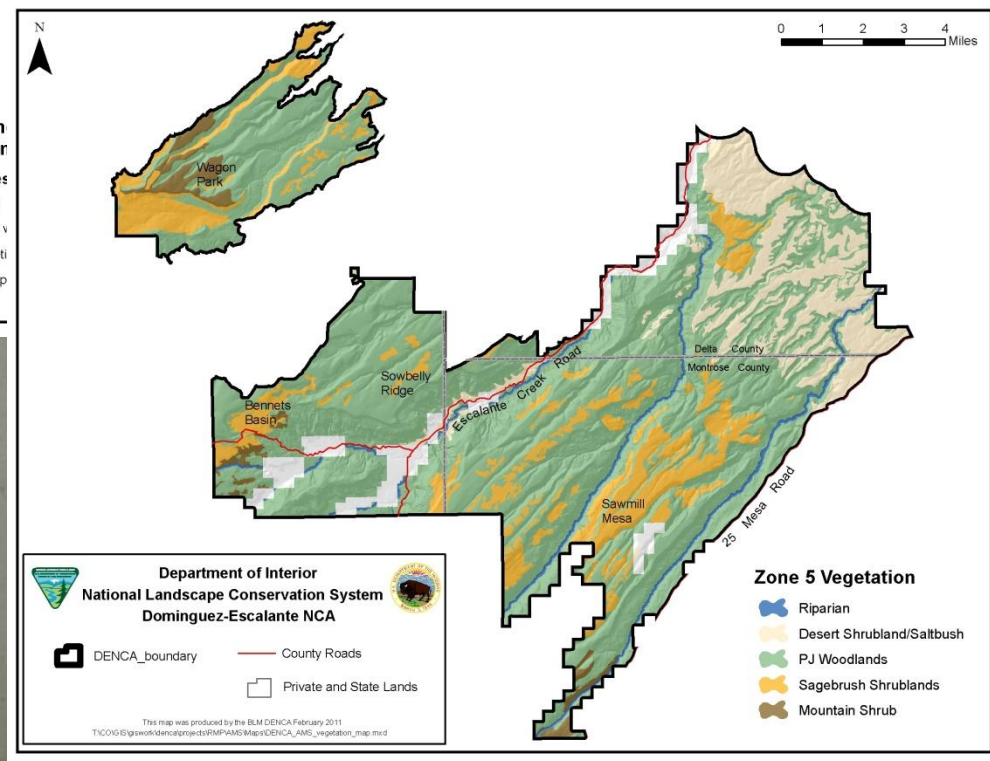 N
0 1 2 3 4
Miles
Wagon
Park
Delta County
Montrose County
Escalante Creek Road
Sowbelly
Ridge
Bennets
Basin
Sawmill
Mesa
25 Mesa Road
Department of Interior
National Landscape Conservation System
Dominguez-Escalante NCA
DENCA_boundary
County Roads
Private and State Lands
This map was produced by the BLM DENCA February 2011
Zone 5 Vegetation
Riparian
Desert Shrubland/Saltbush
PJ Woodlands
Sagebrush Shrublands
Mountain Shrub